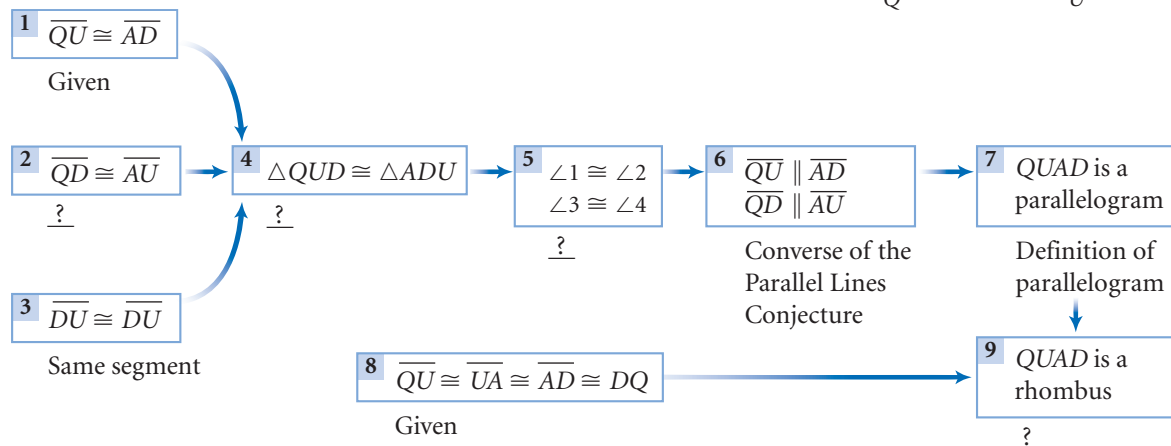 Q
1 QU ≅ AD
Given
2 QD ≅ AU
?
3 DU ≅ DU
Same segment
4 △QUD ≅ △ADU
?
5 ∠1 ≅ ∠2
∠3 ≅ ∠4
?
6 QU ∥ AD
QD ∥ AU
Converse of the
Parallel Lines
Conjecture
7 QUAD is a
parallelogram
Definition of
parallelogram
8 QU ≅ UA ≅ AD ≅ DQ
Given
9 QUAD is a
rhombus
?